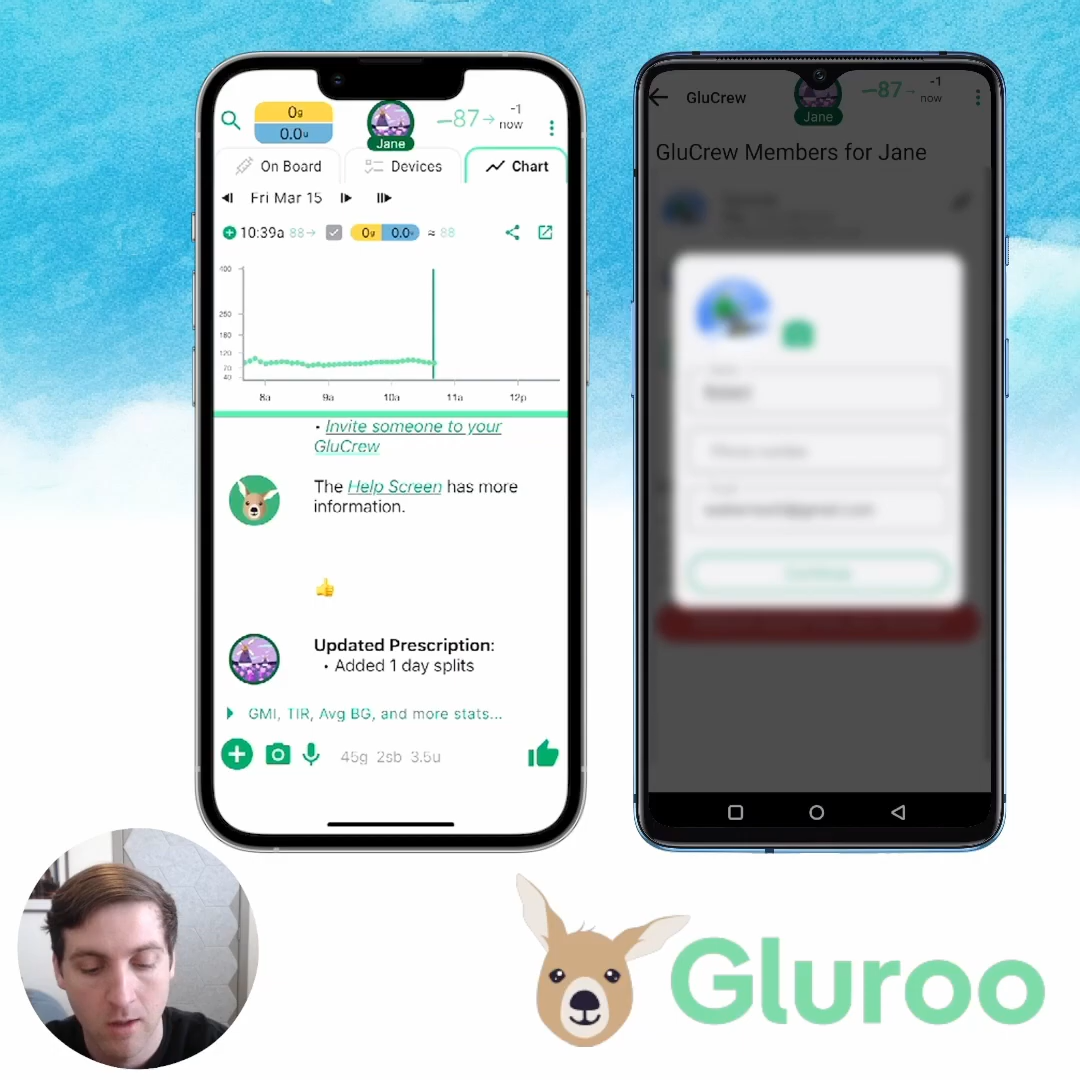 0g
0.0u
Jane
87
-1
now
On Board
Devices
Chart
Fri Mar 15
10:39a 88→ 0g 0.0u ≈ 88
400
250
180
120
70
40
8a 9a 10a 11a 12p
• Invite someone to your
GluCrew
The Help Screen has more
information.
Updated Prescription:
• Added 1 day splits
GMI, TIR, Avg BG, and more stats...
45g 2sb 3.5u
GluCrew
Jane
87
-1
now
GluCrew Members for Jane
Gluroo